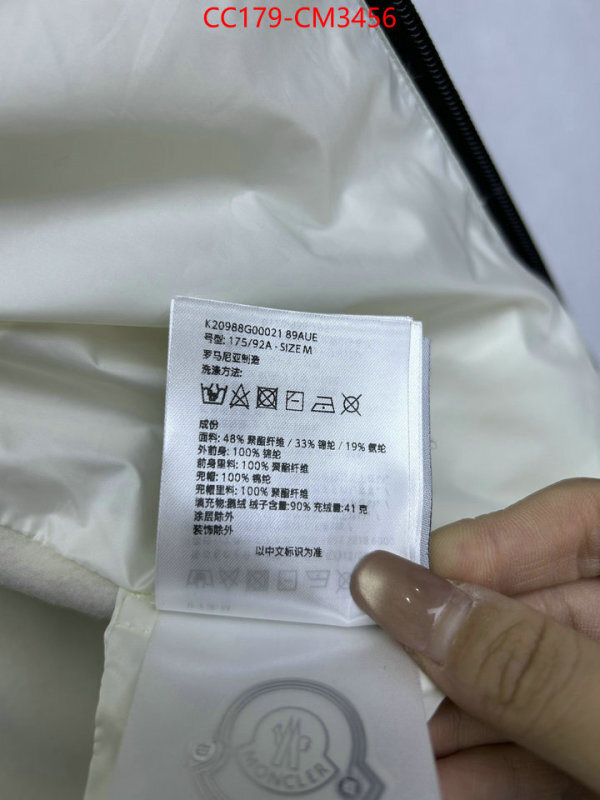 CC179-CM3456
K20988G00021 89AUE
号型: 175/92A - SIZE M
罗马尼亚制造
洗涤方法:
成份
面料: 48% 聚酯纤维 / 33% 锦纶 / 19% 氨纶
外前身: 100% 锦纶
前身里料: 100% 聚酯纤维
兜帽: 100% 锦纶
兜帽里料: 100% 聚酯纤维
填充物: 鹅绒 绒子含量: 90% 充绒量: 41 克
涂层除外
装饰除外
以中文标识为准
MONCLER